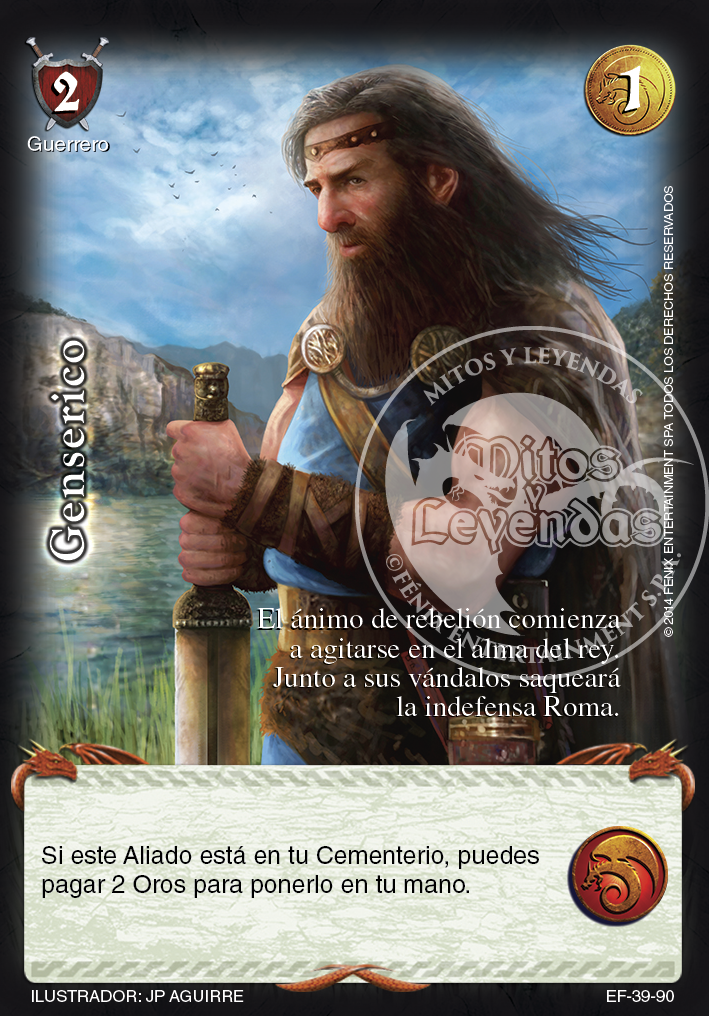 2
1
Guerrero
Genserico
© 2014 FENIX ENTERTAINMENT SPA TODOS LOS DERECHOS RESERVADOS
MITOS Y LEYENDAS
Mitos
y
Leyendas
© FÉNIX ENTERTAINMENT S.P.A.
El ánimo de rebelión comienza
a agitarse en el alma del rey.
Junto a sus vándalos saqueará
la indefensa Roma.
Si este Aliado está en tu Cementerio, puedes
pagar 2 Oros para ponerlo en tu mano.
ILUSTRADOR: JP AGUIRRE
EF-39-90